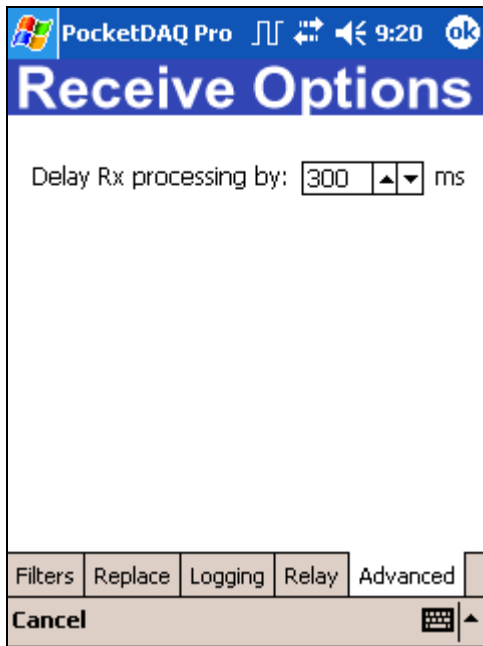 PocketDAQ Pro 9:20 ok
Receive Options
Delay Rx processing by: 300 ms
Filters Replace Logging Relay Advanced
Cancel